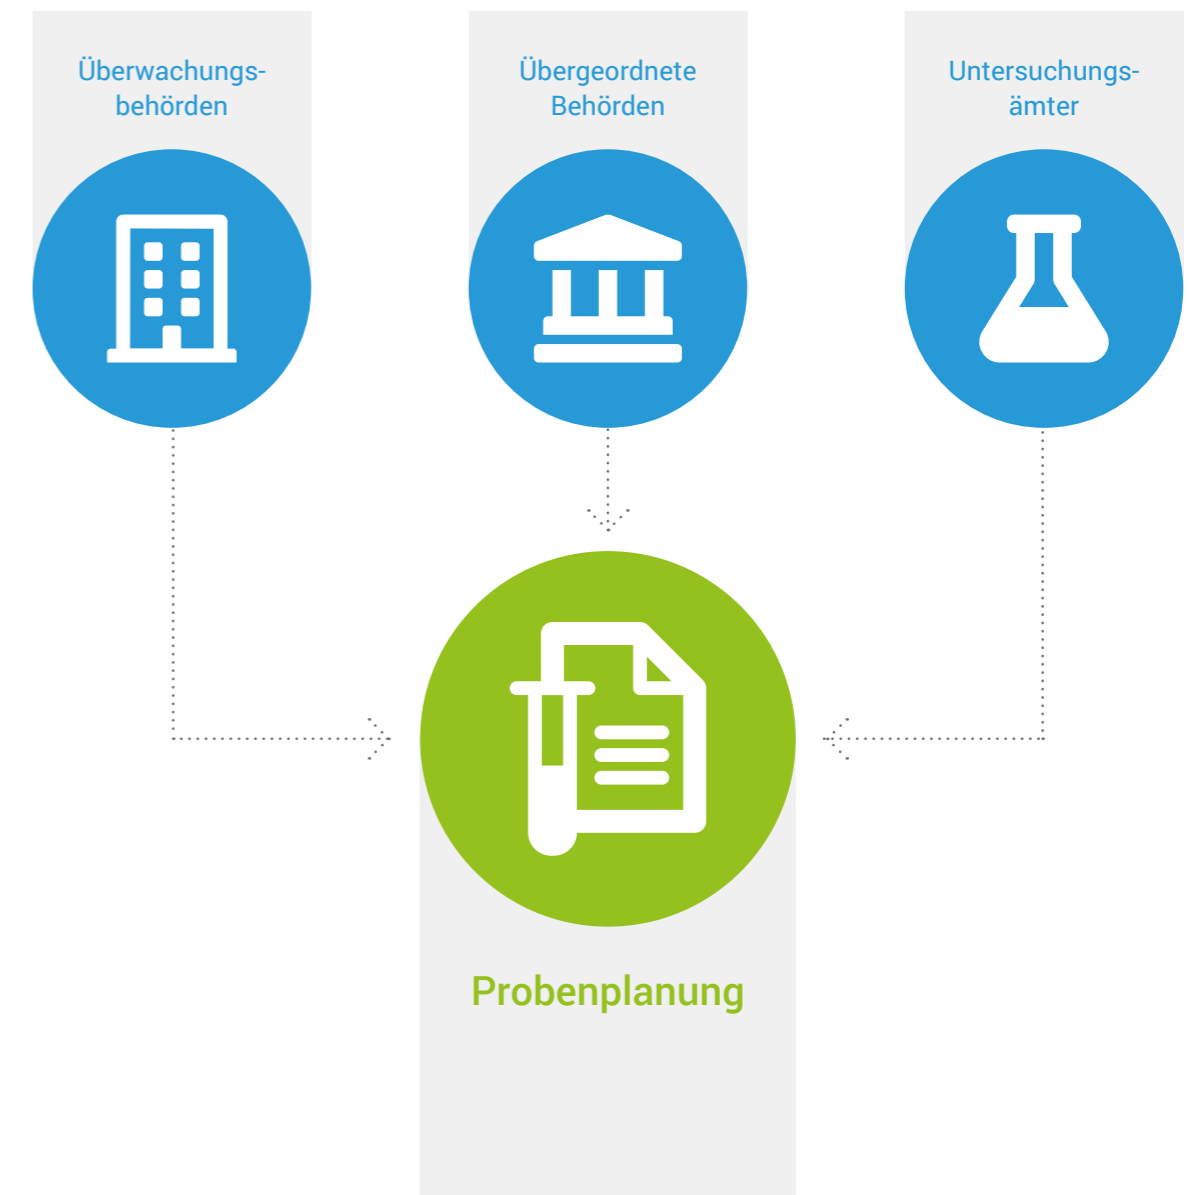 Überwachungs-
behörden
Übergeordnete
Behörden
Untersuchungs-
ämter
Probenplanung